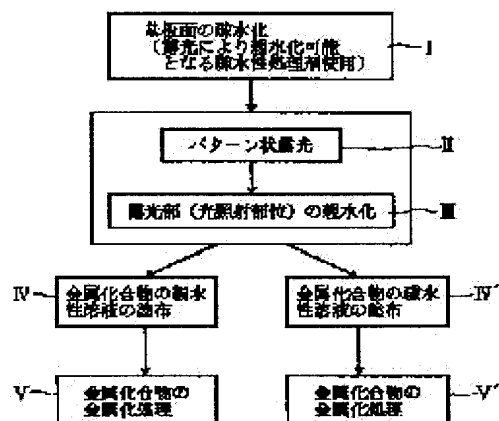 基板面の疎水化
(露光により親水化可能
となる疎水性処理剤使用)
I
パターン状露光
II
露光部(光照射部位)の親水化
III
IV
金属化合物の親水
性溶液の塗布
金属化合物の疎水
性溶液の塗布
IV´
V
金属化合物の
金属化処理
金属化合物の
金属化処理
V´